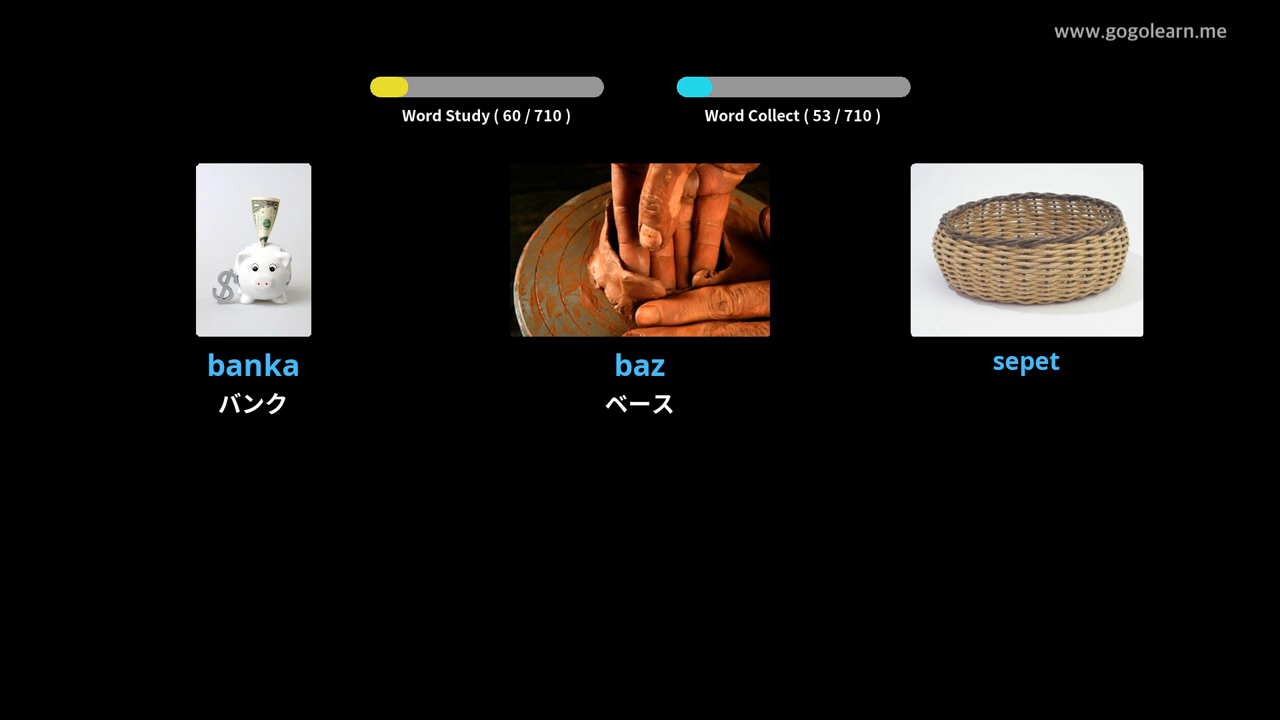 www.gogolearn.me
Word Study ( 60 / 710 )
Word Collect ( 53 / 710 )
banka
バンク
baz
ベース
sepet